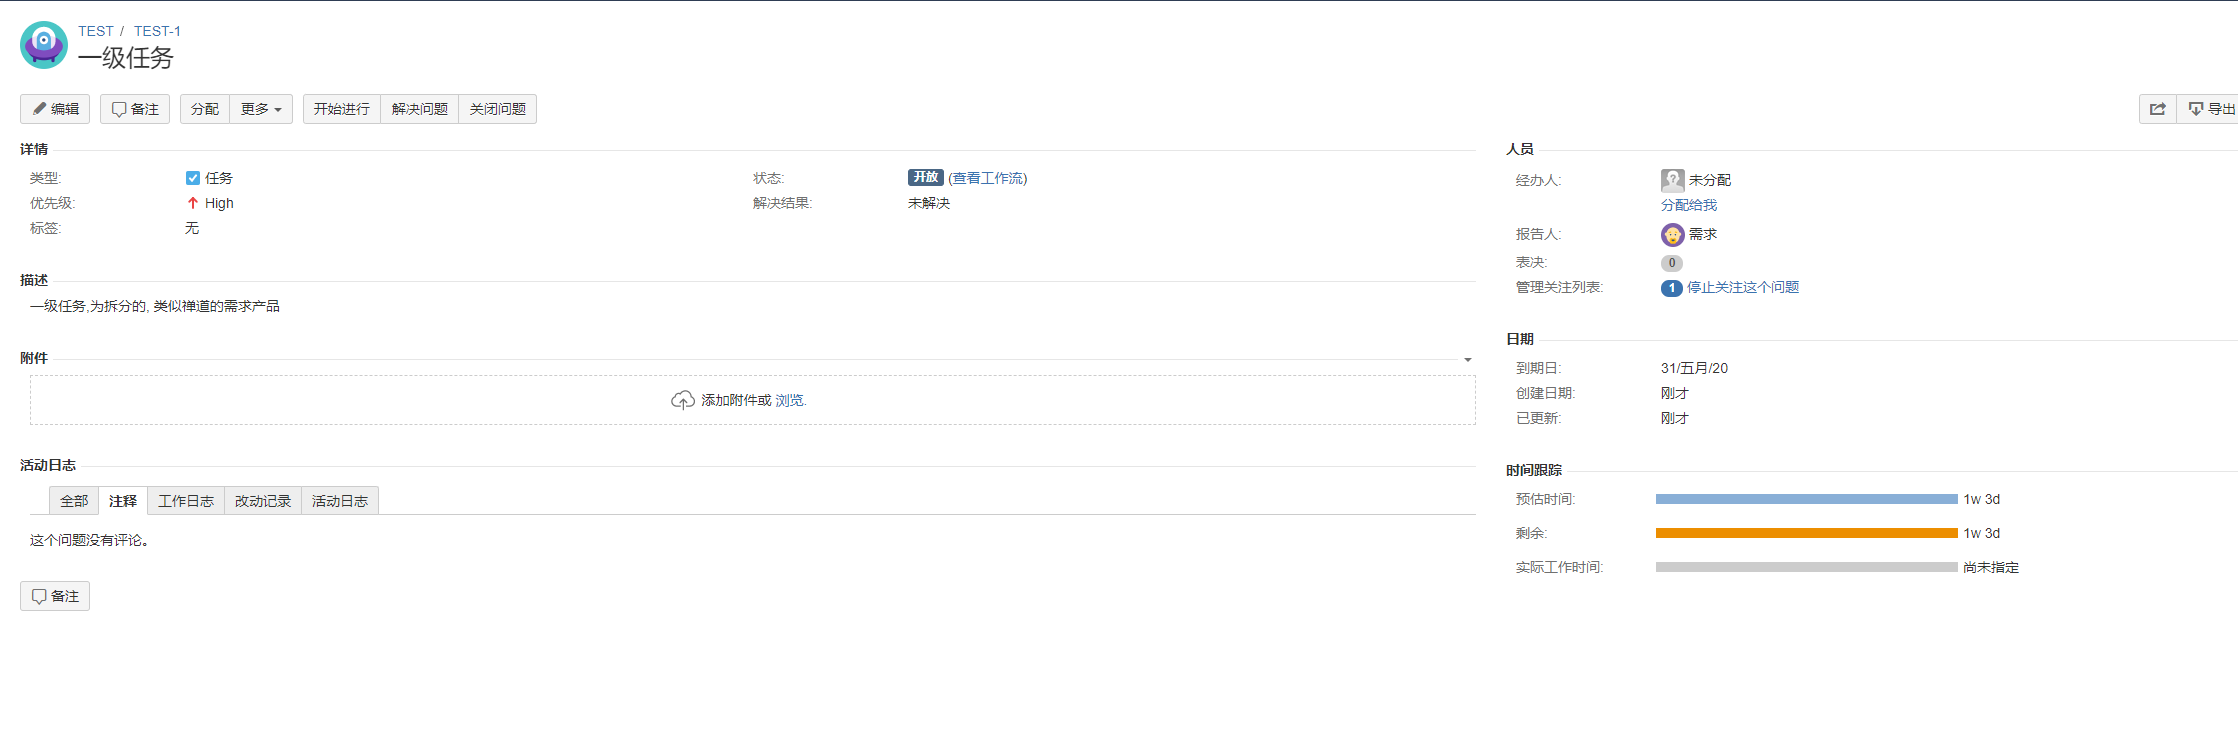 TEST / TEST-1
一级任务
编辑 备注 分配 更多 开始进行 解决问题 关闭问题 导出
详情
类型: 任务 状态: 开放 (查看工作流)
优先级: High 解决结果: 未解决
标签: 无
描述
一级任务,为拆分的, 类似禅道的需求产品
附件
添加附件或 浏览.
活动日志
全部 注释 工作日志 改动记录 活动日志
这个问题没有评论。
备注
人员
经办人: 未分配
分配给我
报告人: 需求
表决: 0
管理关注列表: 1 停止关注这个问题
日期
到期日: 31/五月/20
创建日期: 刚才
已更新: 刚才
时间跟踪
预估时间: 1w 3d
剩余: 1w 3d
实际工作时间: 尚未指定